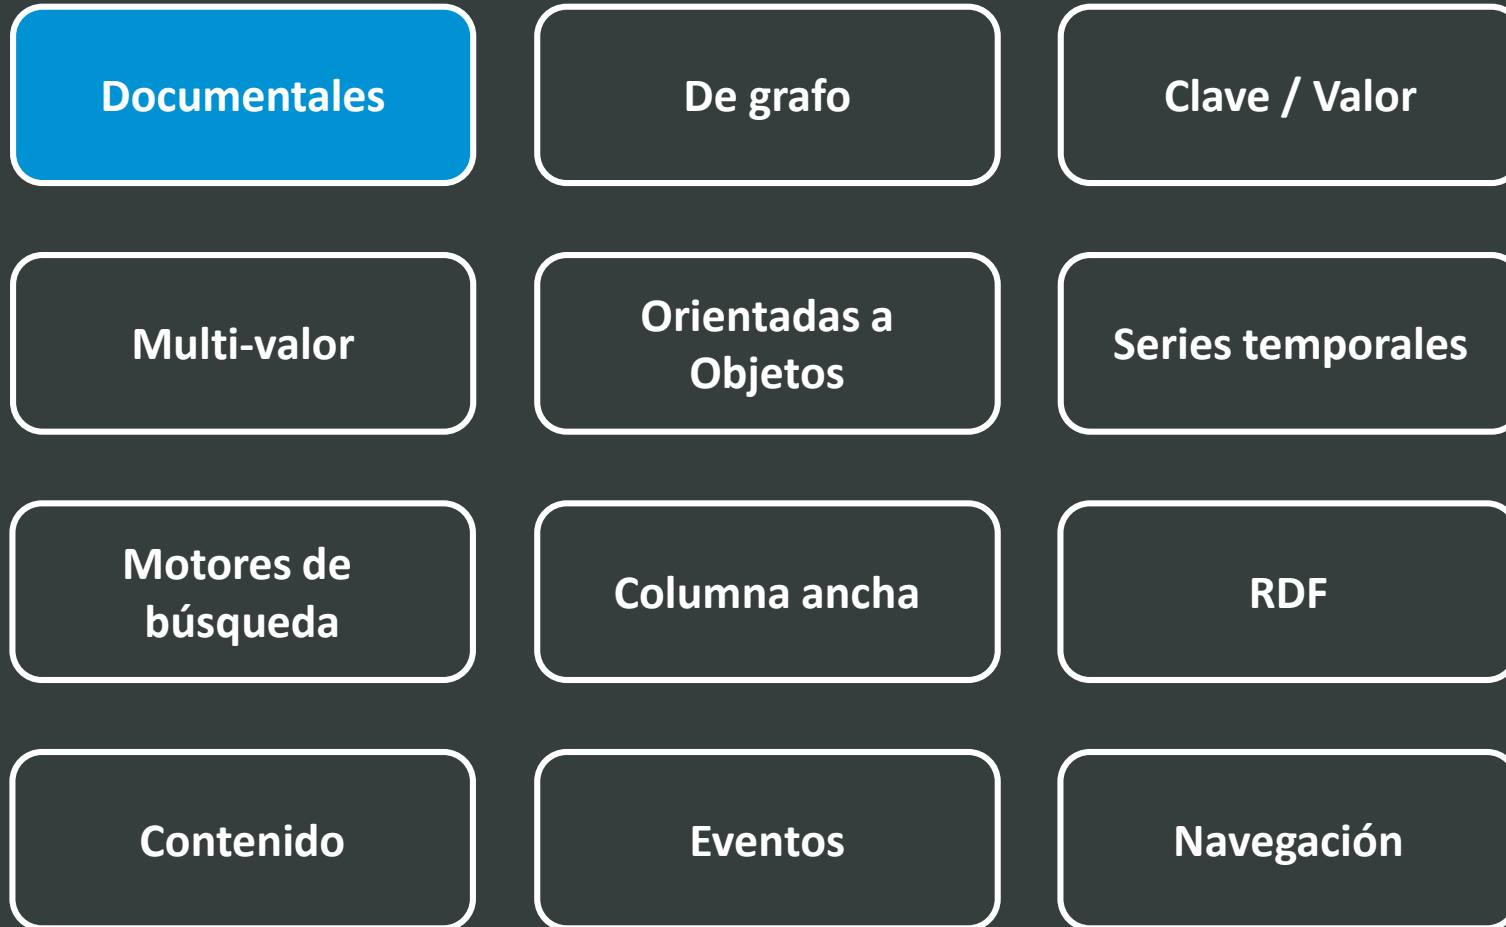 Documentales
De grafo
Clave / Valor
Multi-valor
Orientadas a
Objetos
Series temporales
Motores de
búsqueda
Columna ancha
RDF
Contenido
Eventos
Navegación